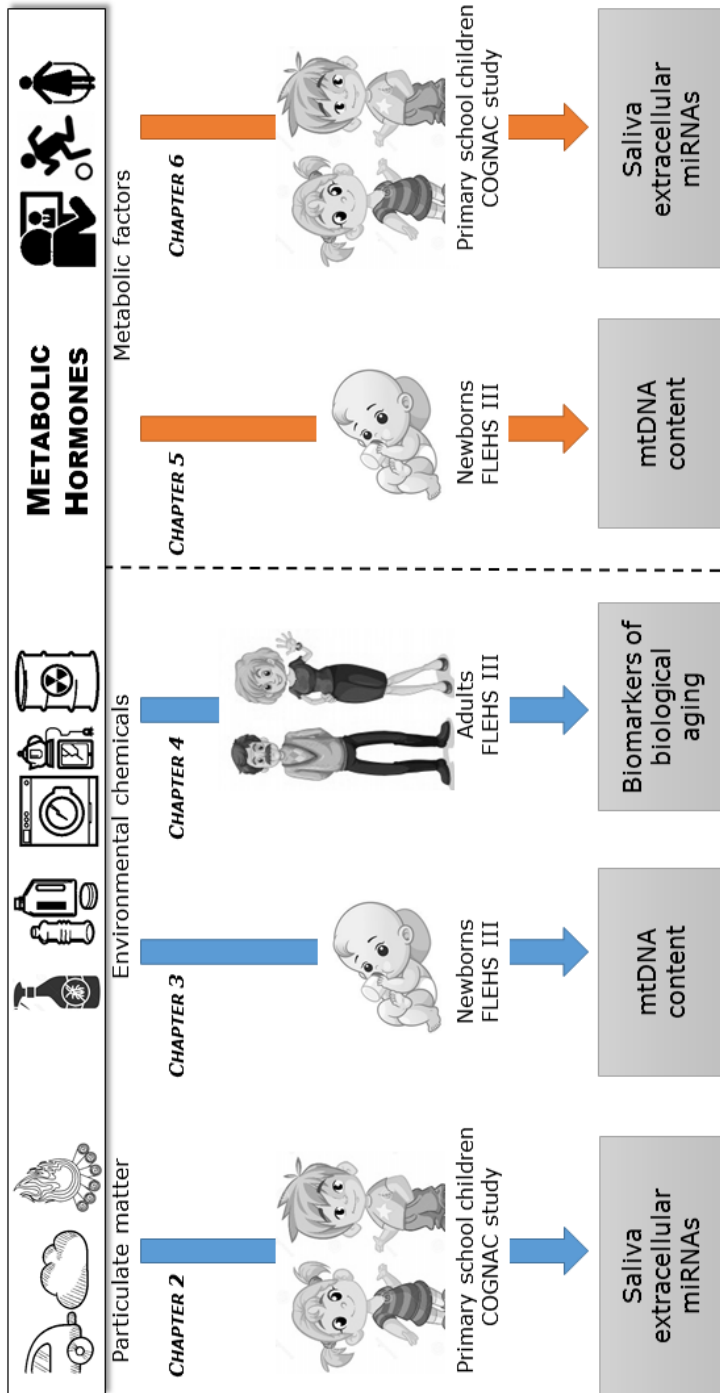 METABOLIC
HORMONES
Particulate matter
Environmental chemicals
Metabolic factors
CHAPTER 2
CHAPTER 3
CHAPTER 4
CHAPTER 5
CHAPTER 6
Primary school children
COGNAC study
Newborns
FLEHS III
Adults
FLEHS III
Newborns
FLEHS III
Primary school children
COGNAC study
Saliva
extracellular
miRNAs
mtDNA
content
Biomarkers of
biological
aging
mtDNA
content
Saliva
extracellular
miRNAs